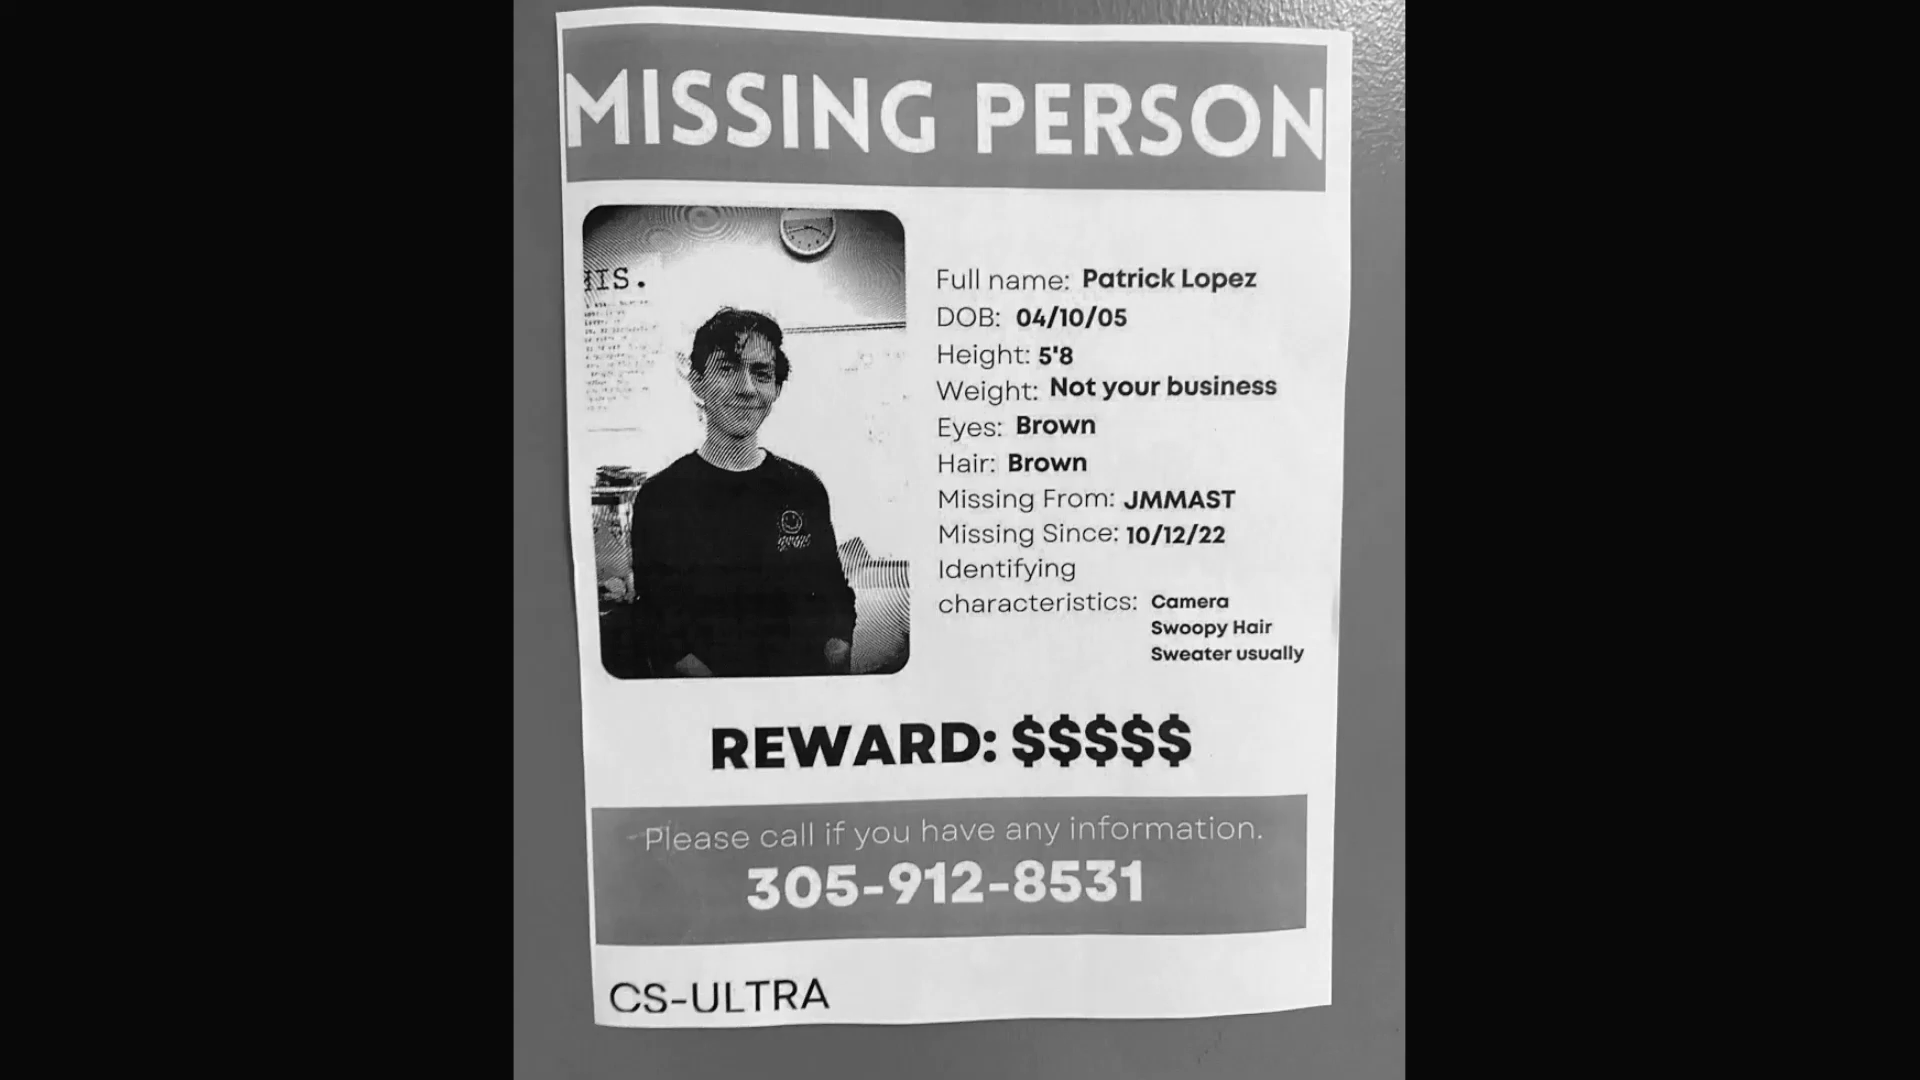 MISSING PERSON
IS.
Full name: Patrick Lopez
DOB: 04/10/05
Height: 5'8
Weight: Not your business
Eyes: Brown
Hair: Brown
Missing From: JMMAST
Missing Since: 10/12/22
Identifying
characteristics: Camera
Swoopy Hair
Sweater usually
REWARD: $$$$$
Please call if you have any information.
305-912-8531
CS-ULTRA